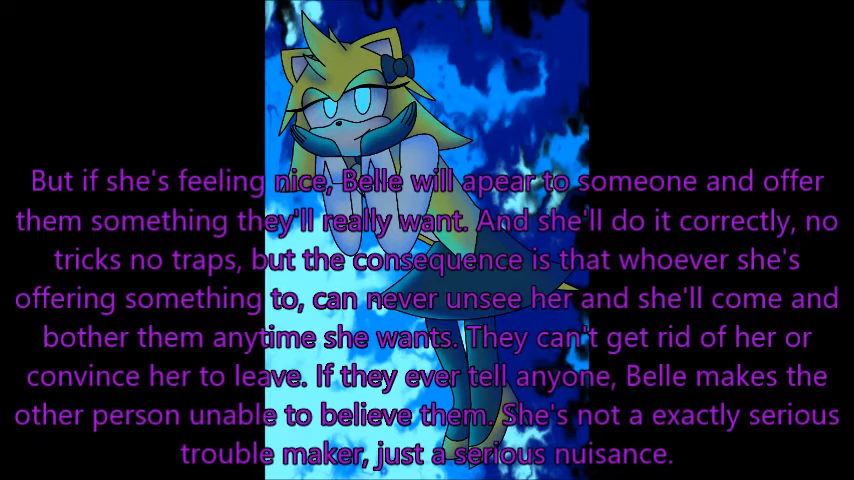 But if she's feeling nice, Belle will apear to someone and offer
them something they'll really want. And she'll do it correctly, no
tricks no traps, but the consequence is that whoever she's
offering something to, can never unsee her and she'll come and
bother them anytime she wants. They can't get rid of her or
convince her to leave. If they ever tell anyone, Belle makes the
other person unable to believe them. She's not a exactly serious
trouble maker, just a serious nuisance.